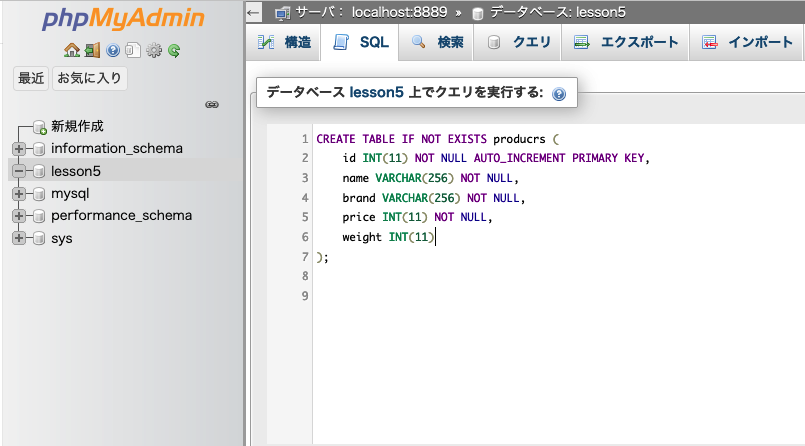 phpMyAdmin
最近 お気に入り
新規作成
information_schema
lesson5
mysql
performance_schema
sys
← サーバ: localhost:8889 » データベース: lesson5
構造 SQL 検索 クエリ エクスポート インポート
データベース lesson5 上でクエリを実行する:
1 CREATE TABLE IF NOT EXISTS producrs (
2 id INT(11) NOT NULL AUTO_INCREMENT PRIMARY KEY,
3 name VARCHAR(256) NOT NULL,
4 brand VARCHAR(256) NOT NULL,
5 price INT(11) NOT NULL,
6 weight INT(11)
7 );
8
9